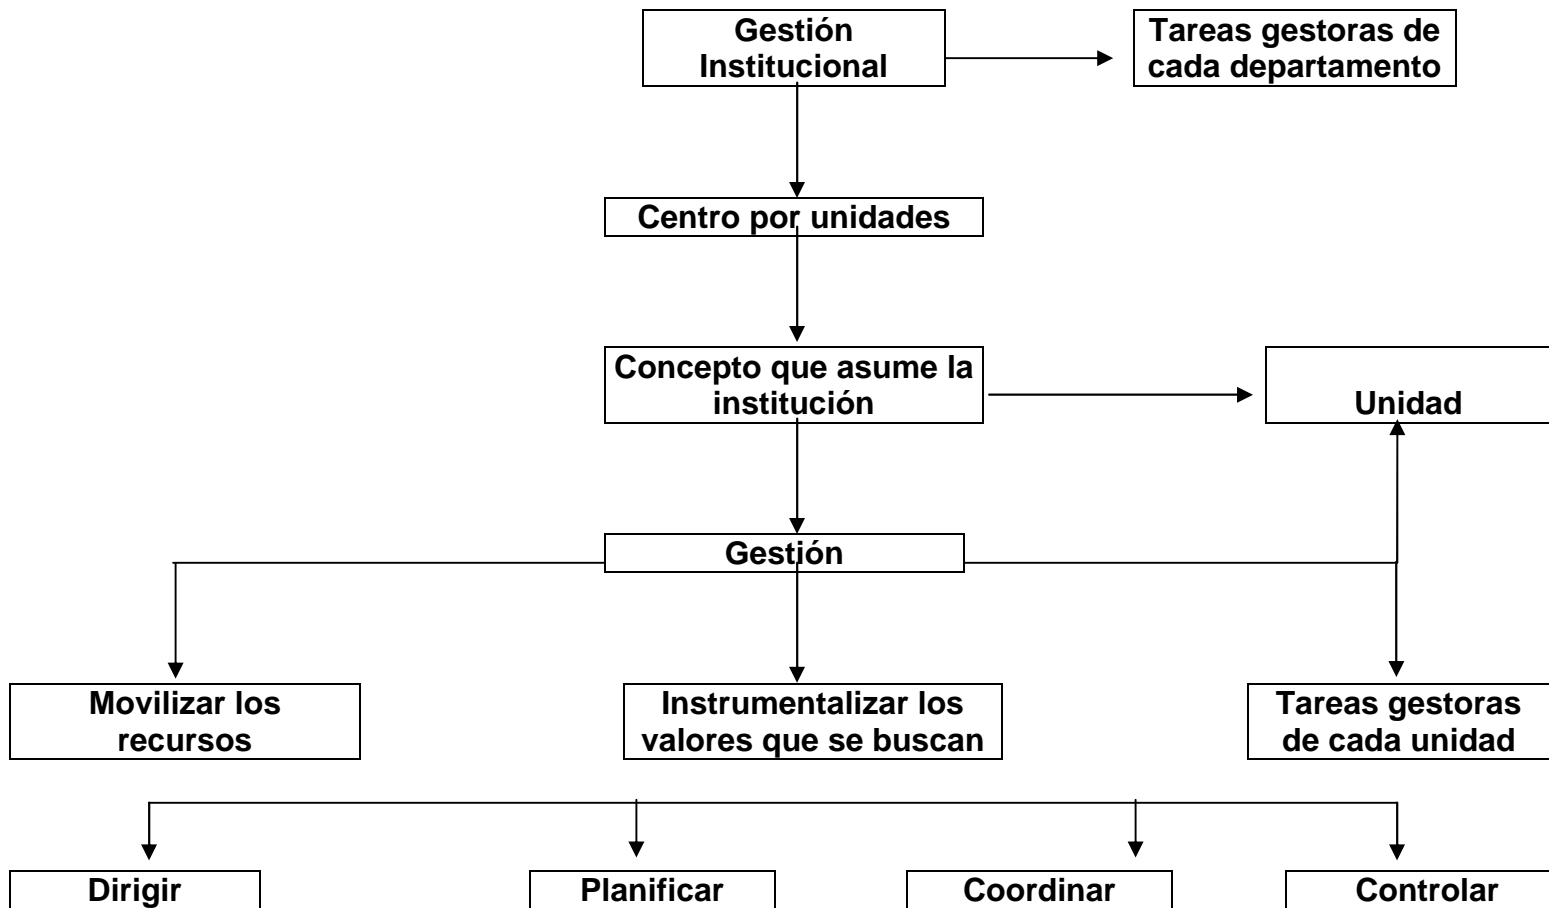 Gestión
Institucional
Tareas gestoras de
cada departamento
Centro por unidades
Concepto que asume la
institución
Unidad
Gestión
Movilizar los
recursos
Instrumentalizar los
valores que se buscan
Tareas gestoras
de cada unidad
Dirigir
Planificar
Coordinar
Controlar